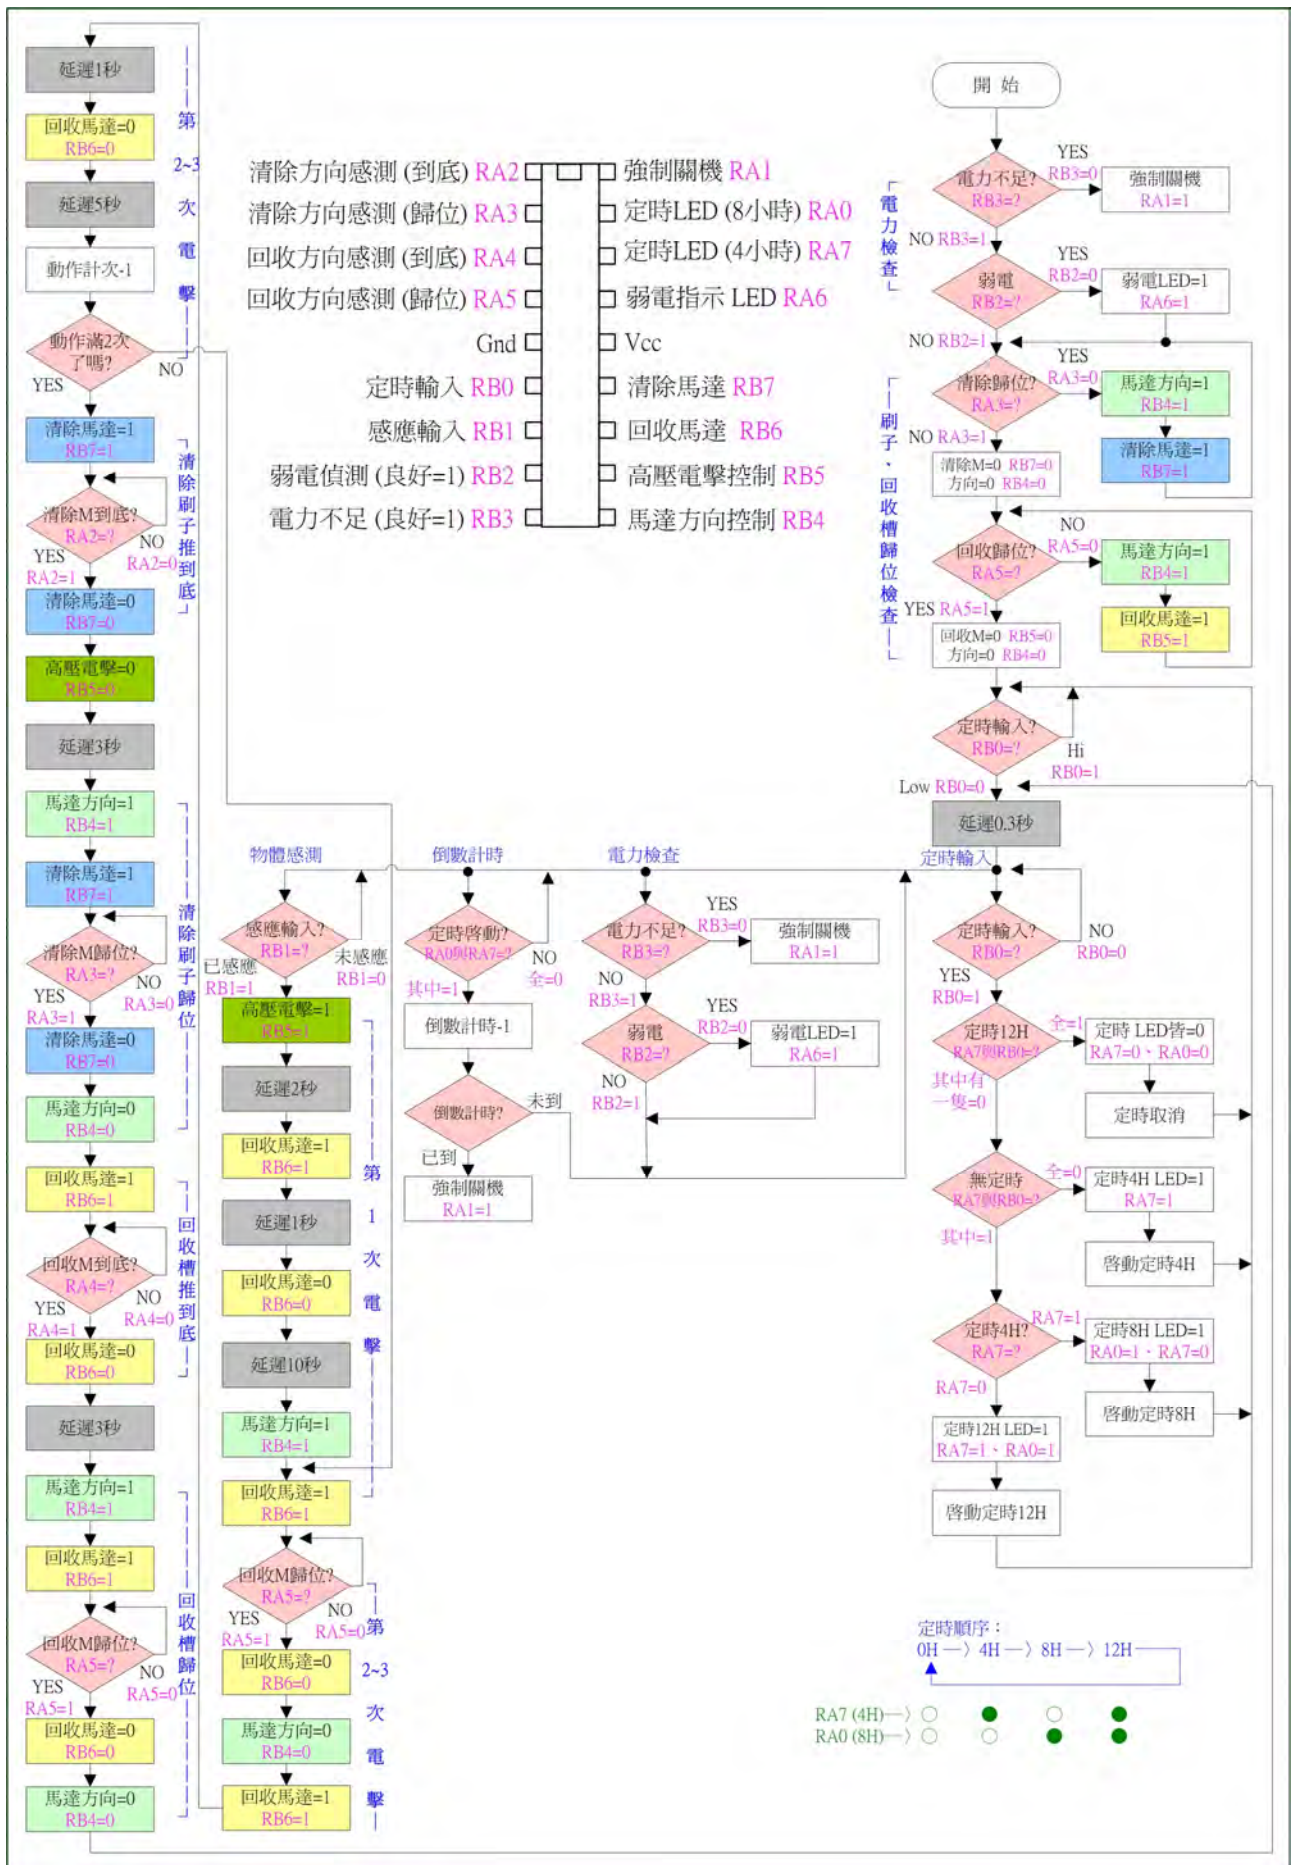 延遲1秒
回收馬達=0
RB6=0
延遲5秒
動作計次-1
動作滿2次
了嗎?
YES
NO
第
2~3
次
電
擊
清除馬達=1
RB7=1
清除M到底?
RA2=?
YES
RA2=1
NO
RA2=0
清除馬達=0
RB7=0
清除刷子推到底
高壓電擊=0
RB5=0
延遲3秒
馬達方向=1
RB4=1
清除馬達=1
RB7=1
清除M歸位?
RA3=?
YES
RA3=1
NO
RA3=0
清除馬達=0
RB7=0
馬達方向=0
RB4=0
清除刷子歸位
回收馬達=1
RB6=1
回收M到底?
RA4=?
YES
RA4=1
NO
RA4=0
回收馬達=0
RB6=0
回收槽推到底
延遲3秒
馬達方向=1
RB4=1
回收馬達=1
RB6=1
回收M歸位?
RA5=?
YES
RA5=1
NO
RA5=0
回收馬達=0
RB6=0
馬達方向=0
RB4=0
回收槽歸位
清除方向感測 (到底) RA2
清除方向感測 (歸位) RA3
回收方向感測 (到底) RA4
回收方向感測 (歸位) RA5
Gnd
定時輸入 RB0
感應輸入 RB1
弱電偵測 (良好=1) RB2
電力不足 (良好=1) RB3
強制關機 RA1
定時LED (8小時) RA0
定時LED (4小時) RA7
弱電指示 LED RA6
Vcc
清除馬達 RB7
回收馬達 RB6
高壓電擊控制 RB5
馬達方向控制 RB4
物體感測
感應輸入?
RB1=?
已感應
RB1=1
未感應
RB1=0
高壓電擊=1
RB5=1
延遲2秒
回收馬達=1
RB6=1
延遲1秒
回收馬達=0
RB6=0
延遲10秒
馬達方向=1
RB4=1
回收馬達=1
RB6=1
第
1
次
電
擊
回收M歸位?
RA5=?
YES
RA5=1
NO
RA5=0
回收馬達=0
RB6=0
馬達方向=0
RB4=0
回收馬達=1
RB6=1
第
2~3
次
電
擊
倒數計時
定時啓動?
RA0與RA7=?
其中=1
NO
全=0
倒數計時-1
倒數計時?
未到
已到
強制關機
RA1=1
電力檢查
電力不足?
RB3=?
YES
RB3=0
強制關機
RA1=1
NO
RB3=1
弱電
RB2=?
YES
RB2=0
弱電LED=1
RA6=1
NO
RB2=1
開 始
電力不足?
RB3=?
YES
RB3=0
強制關機
RA1=1
NO RB3=1
弱電
RB2=?
YES
RB2=0
弱電LED=1
RA6=1
NO RB2=1
電力檢查
清除歸位?
RA3=?
YES
RA3=0
馬達方向=1
RB4=1
清除馬達=1
RB7=1
NO RA3=1
清除M=0 RB7=0
方向=0 RB4=0
回收歸位?
RA5=?
NO
RA5=0
馬達方向=1
RB4=1
回收馬達=1
RB5=1
YES RA5=1
回收M=0 RB5=0
方向=0 RB4=0
刷子、回收槽歸位檢查
定時輸入?
RB0=?
Hi
RB0=1
Low RB0=0
延遲0.3秒
定時輸入
定時輸入?
RB0=?
NO
RB0=0
YES
RB0=1
定時12H
RA7與RB0=?
全=1
定時 LED皆=0
RA7=0、RA0=0
定時取消
其中有
一隻=0
無定時
RA7與RB0=?
全=0
定時4H LED=1
RA7=1
啓動定時4H
其中=1
定時4H?
RA7=?
RA7=1
定時8H LED=1
RA0=1、RA7=0
啓動定時8H
RA7=0
定時12H LED=1
RA7=1、RA0=1
啓動定時12H
定時順序：
0H —〉4H —〉8H —〉12H
RA7 (4H)—〉
RA0 (8H)—〉